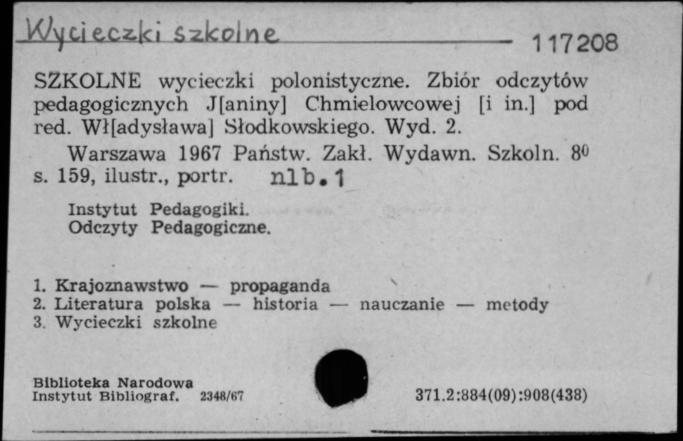 Wycieczki szkolne
117208
SZKOLNE wycieczki polonistyczne. Zbiór odczytów
pedagogicznych J[aniny] Chmielowcowej [i in.] pod
red. Wł[adysława] Słodkowskiego. Wyd. 2.
Warszawa 1967 Państw. Zakł. Wydawn. Szkoln. 8⁰
s. 159, ilustr., portr. nlb.1
Instytut Pedagogiki.
Odczyty Pedagogiczne.
1. Krajoznawstwo — propaganda
2. Literatura polska — historia — nauczanie — metody
3. Wycieczki szkolne
Biblioteka Narodowa
Instytut Bibliograf. 2348/67
371.2:884(09):908(438)